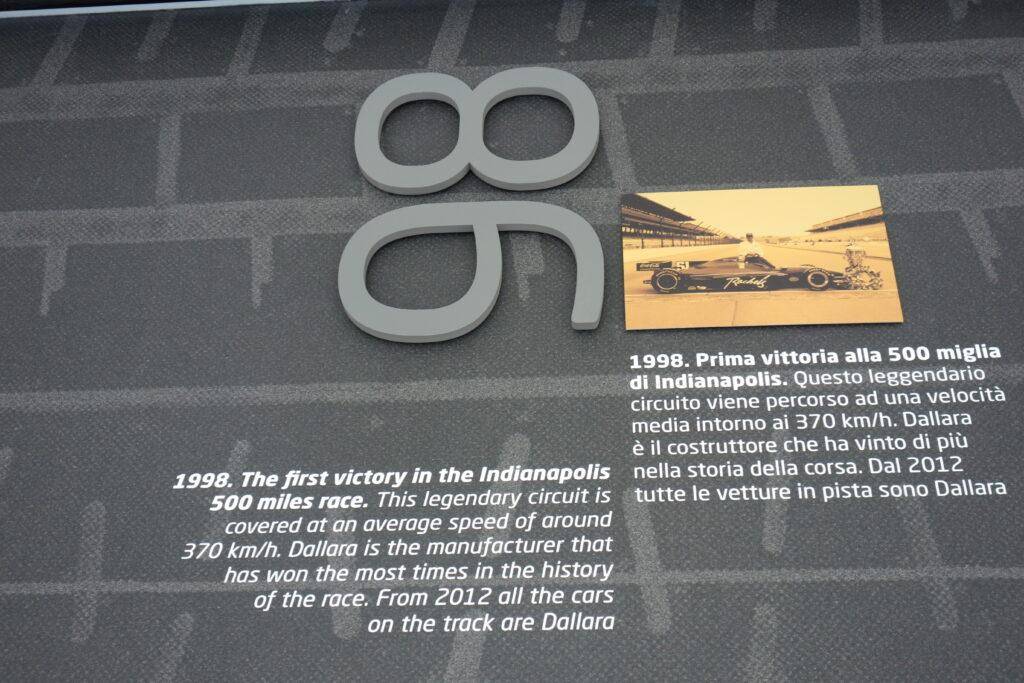 98
Rachel's
51
1998. Prima vittoria alla 500 miglia
di Indianapolis. Questo leggendario
circuito viene percorso ad una velocità
media intorno ai 370 km/h. Dallara
è il costruttore che ha vinto di più
nella storia della corsa. Dal 2012
tutte le vetture in pista sono Dallara
1998. The first victory in the Indianapolis
500 miles race. This legendary circuit is
covered at an average speed of around
370 km/h. Dallara is the manufacturer that
has won the most times in the history
of the race. From 2012 all the cars
on the track are Dallara